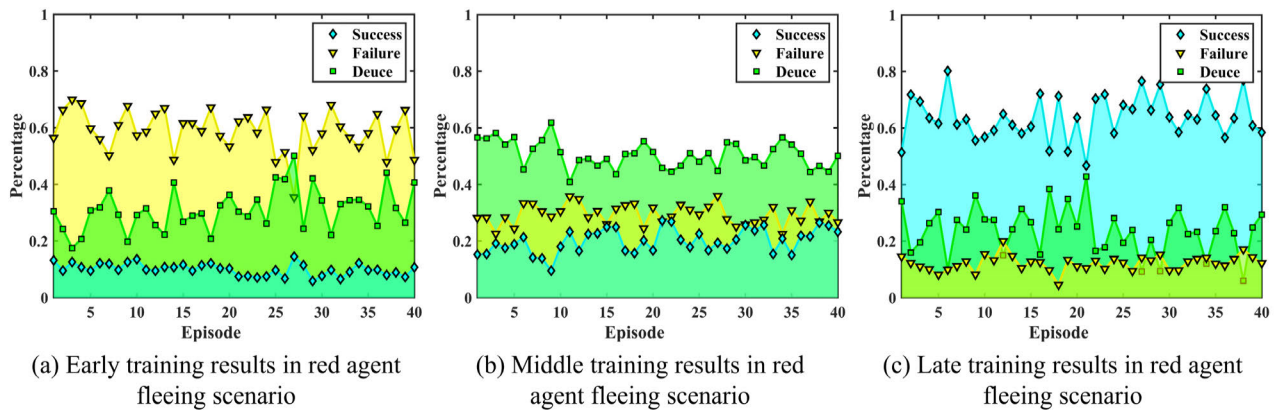 1
0.8
0.6
0.4
0.2
0
Percentage
5 10 15 20 25 30 35 40
Episode
Success
Failure
Deuce
(a) Early training results in red agent
fleeing scenario
1
0.8
0.6
0.4
0.2
0
Percentage
5 10 15 20 25 30 35 40
Episode
Success
Failure
Deuce
(b) Middle training results in red
agent fleeing scenario
1
0.8
0.6
0.4
0.2
0
Percentage
5 10 15 20 25 30 35 40
Episode
Success
Failure
Deuce
(c) Late training results in red agent
fleeing scenario